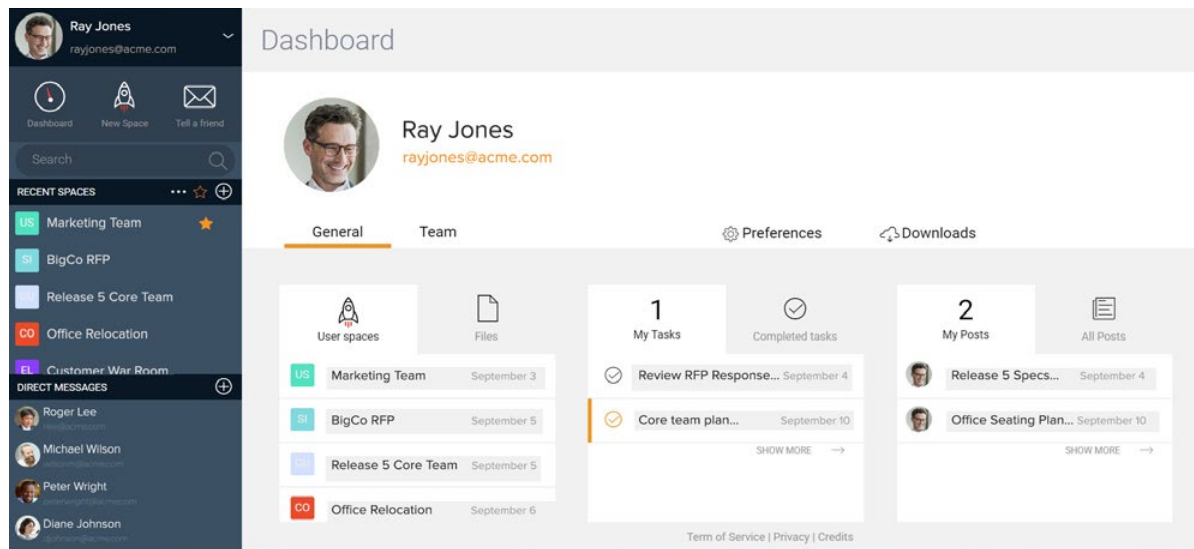 Ray Jones
rayjones@acme.com
Dashboard
New Space
Tell a friend
Search
RECENT SPACES
US Marketing Team
SI BigCo RFP
CU Release 5 Core Team
CO Office Relocation
EL Customer War Room
DIRECT MESSAGES
Roger Lee
Michael Wilson
Peter Wright
Diane Johnson
Dashboard
Ray Jones
rayjones@acme.com
General Team Preferences Downloads
User spaces
Files
US Marketing Team September 3
SI BigCo RFP September 5
CU Release 5 Core Team September 5
CO Office Relocation September 6
1
My Tasks
Completed tasks
Review RFP Response... September 4
Core team plan... September 10
SHOW MORE
2
My Posts
All Posts
Release 5 Specs... September 4
Office Seating Plan... September 10
SHOW MORE
Term of Service | Privacy | Credits